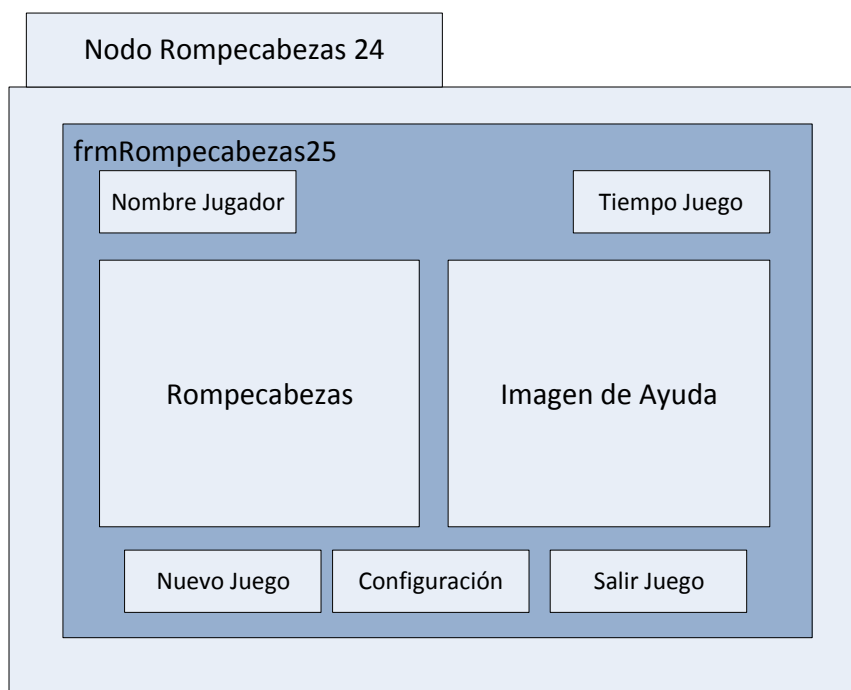 Nodo Rompecabezas 24
frmRompecabezas25
Nombre Jugador
Tiempo Juego
Rompecabezas
Imagen de Ayuda
Nuevo Juego
Configuración
Salir Juego